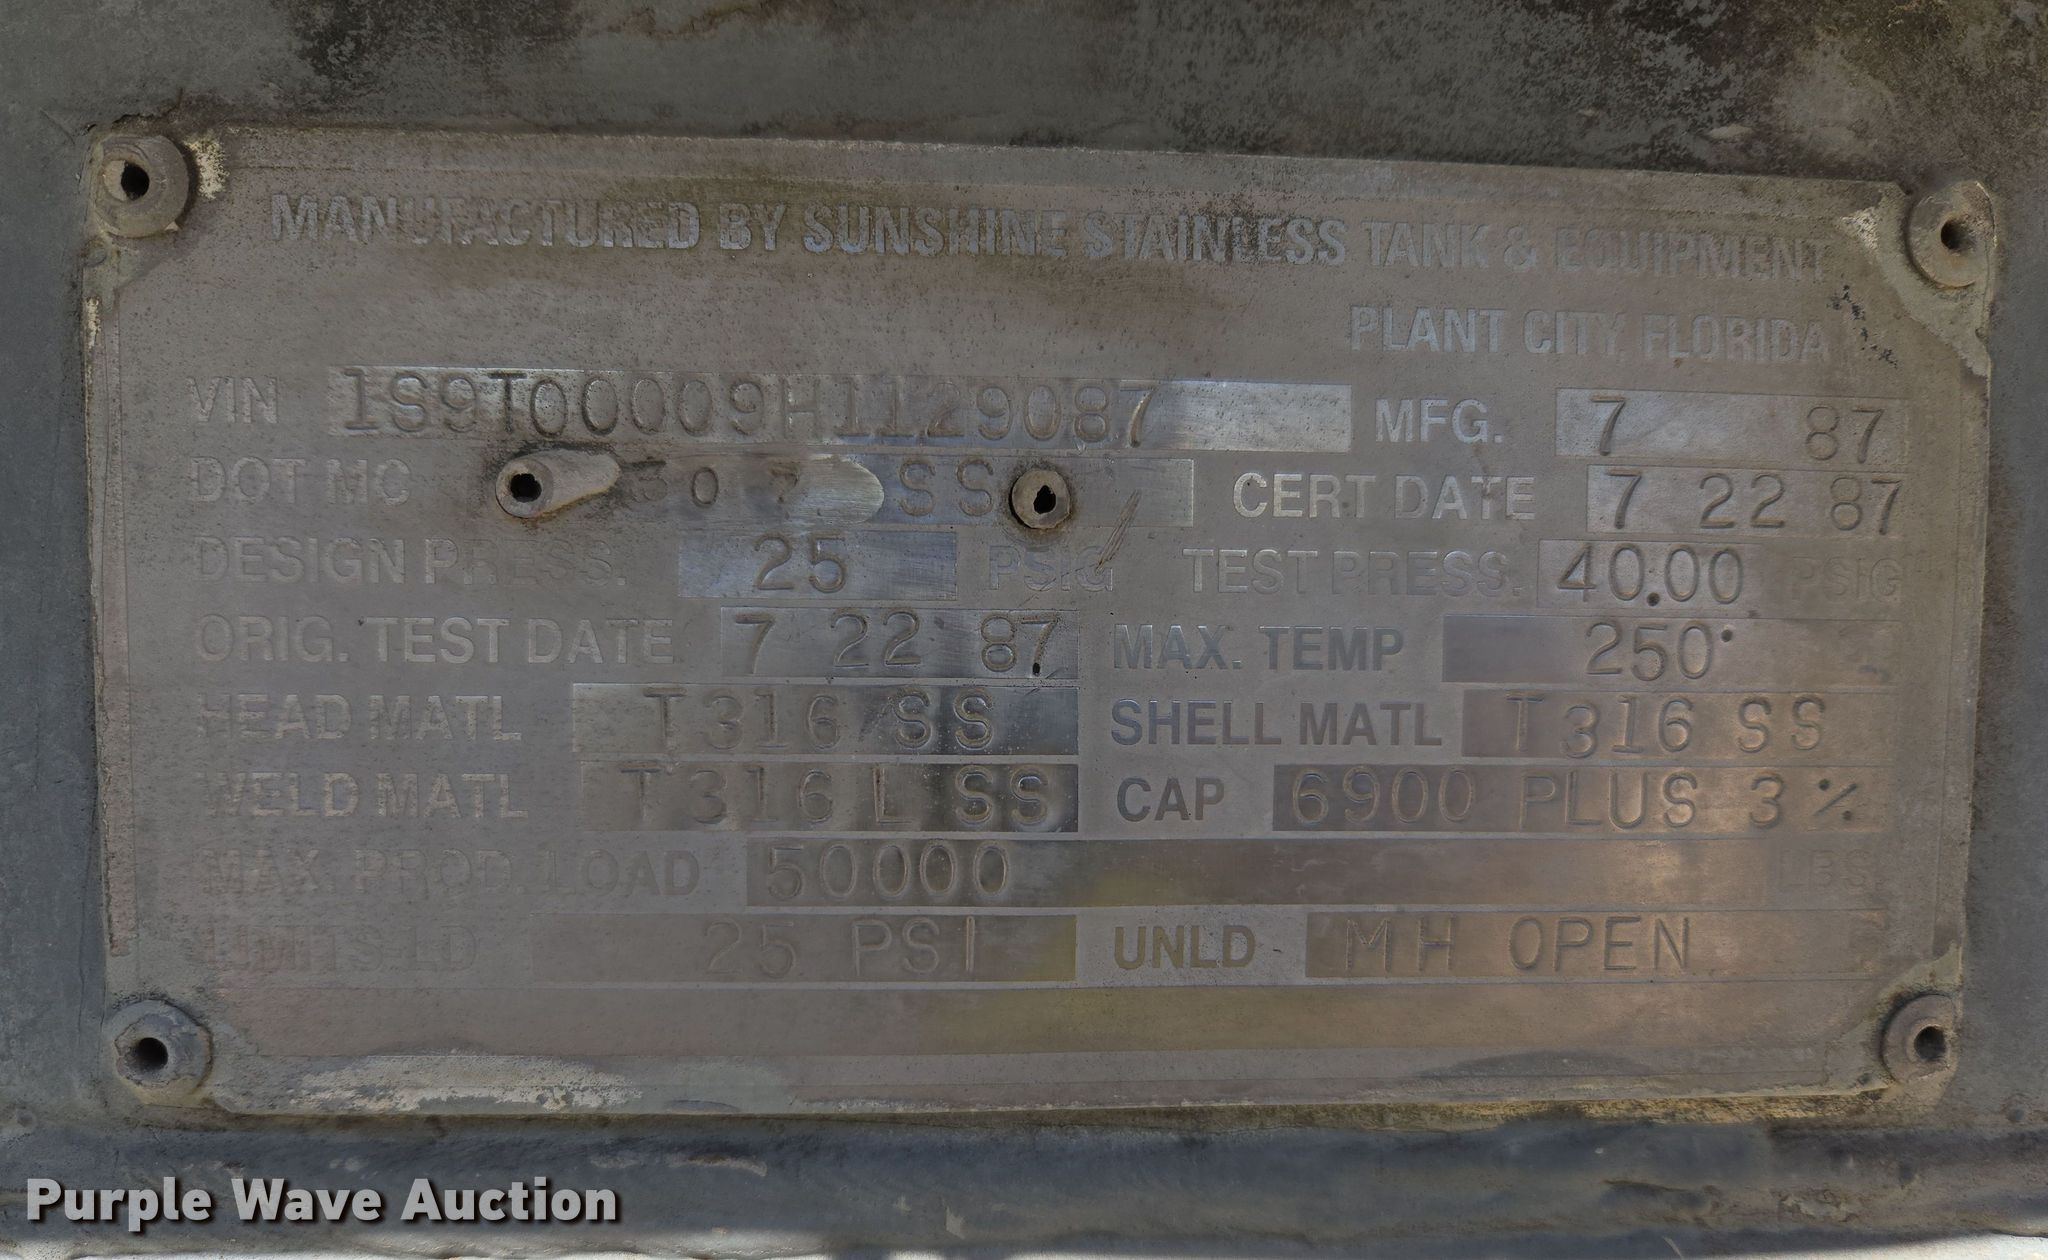 MANUFACTURED BY SUNSHINE STAINLESS TANK & EQUIPMENT
PLANT CITY, FLORIDA
VIN 1S9T00009H1129087 MFG. 7 87
DOT MC 307 SS CERT DATE 7 22 87
DESIGN PRESS. 25 PSIG TEST PRESS. 40.00 PSIG
ORIG. TEST DATE 7 22 87 MAX. TEMP 250°
HEAD MATL T316 SS SHELL MATL T316 SS
WELD MATL T316 L SS CAP 6900 PLUS 3 %
MAX. PROD. LOAD 50000 LBS
LIMITS-LD 25 PSI UNLD MH OPEN
Purple Wave Auction